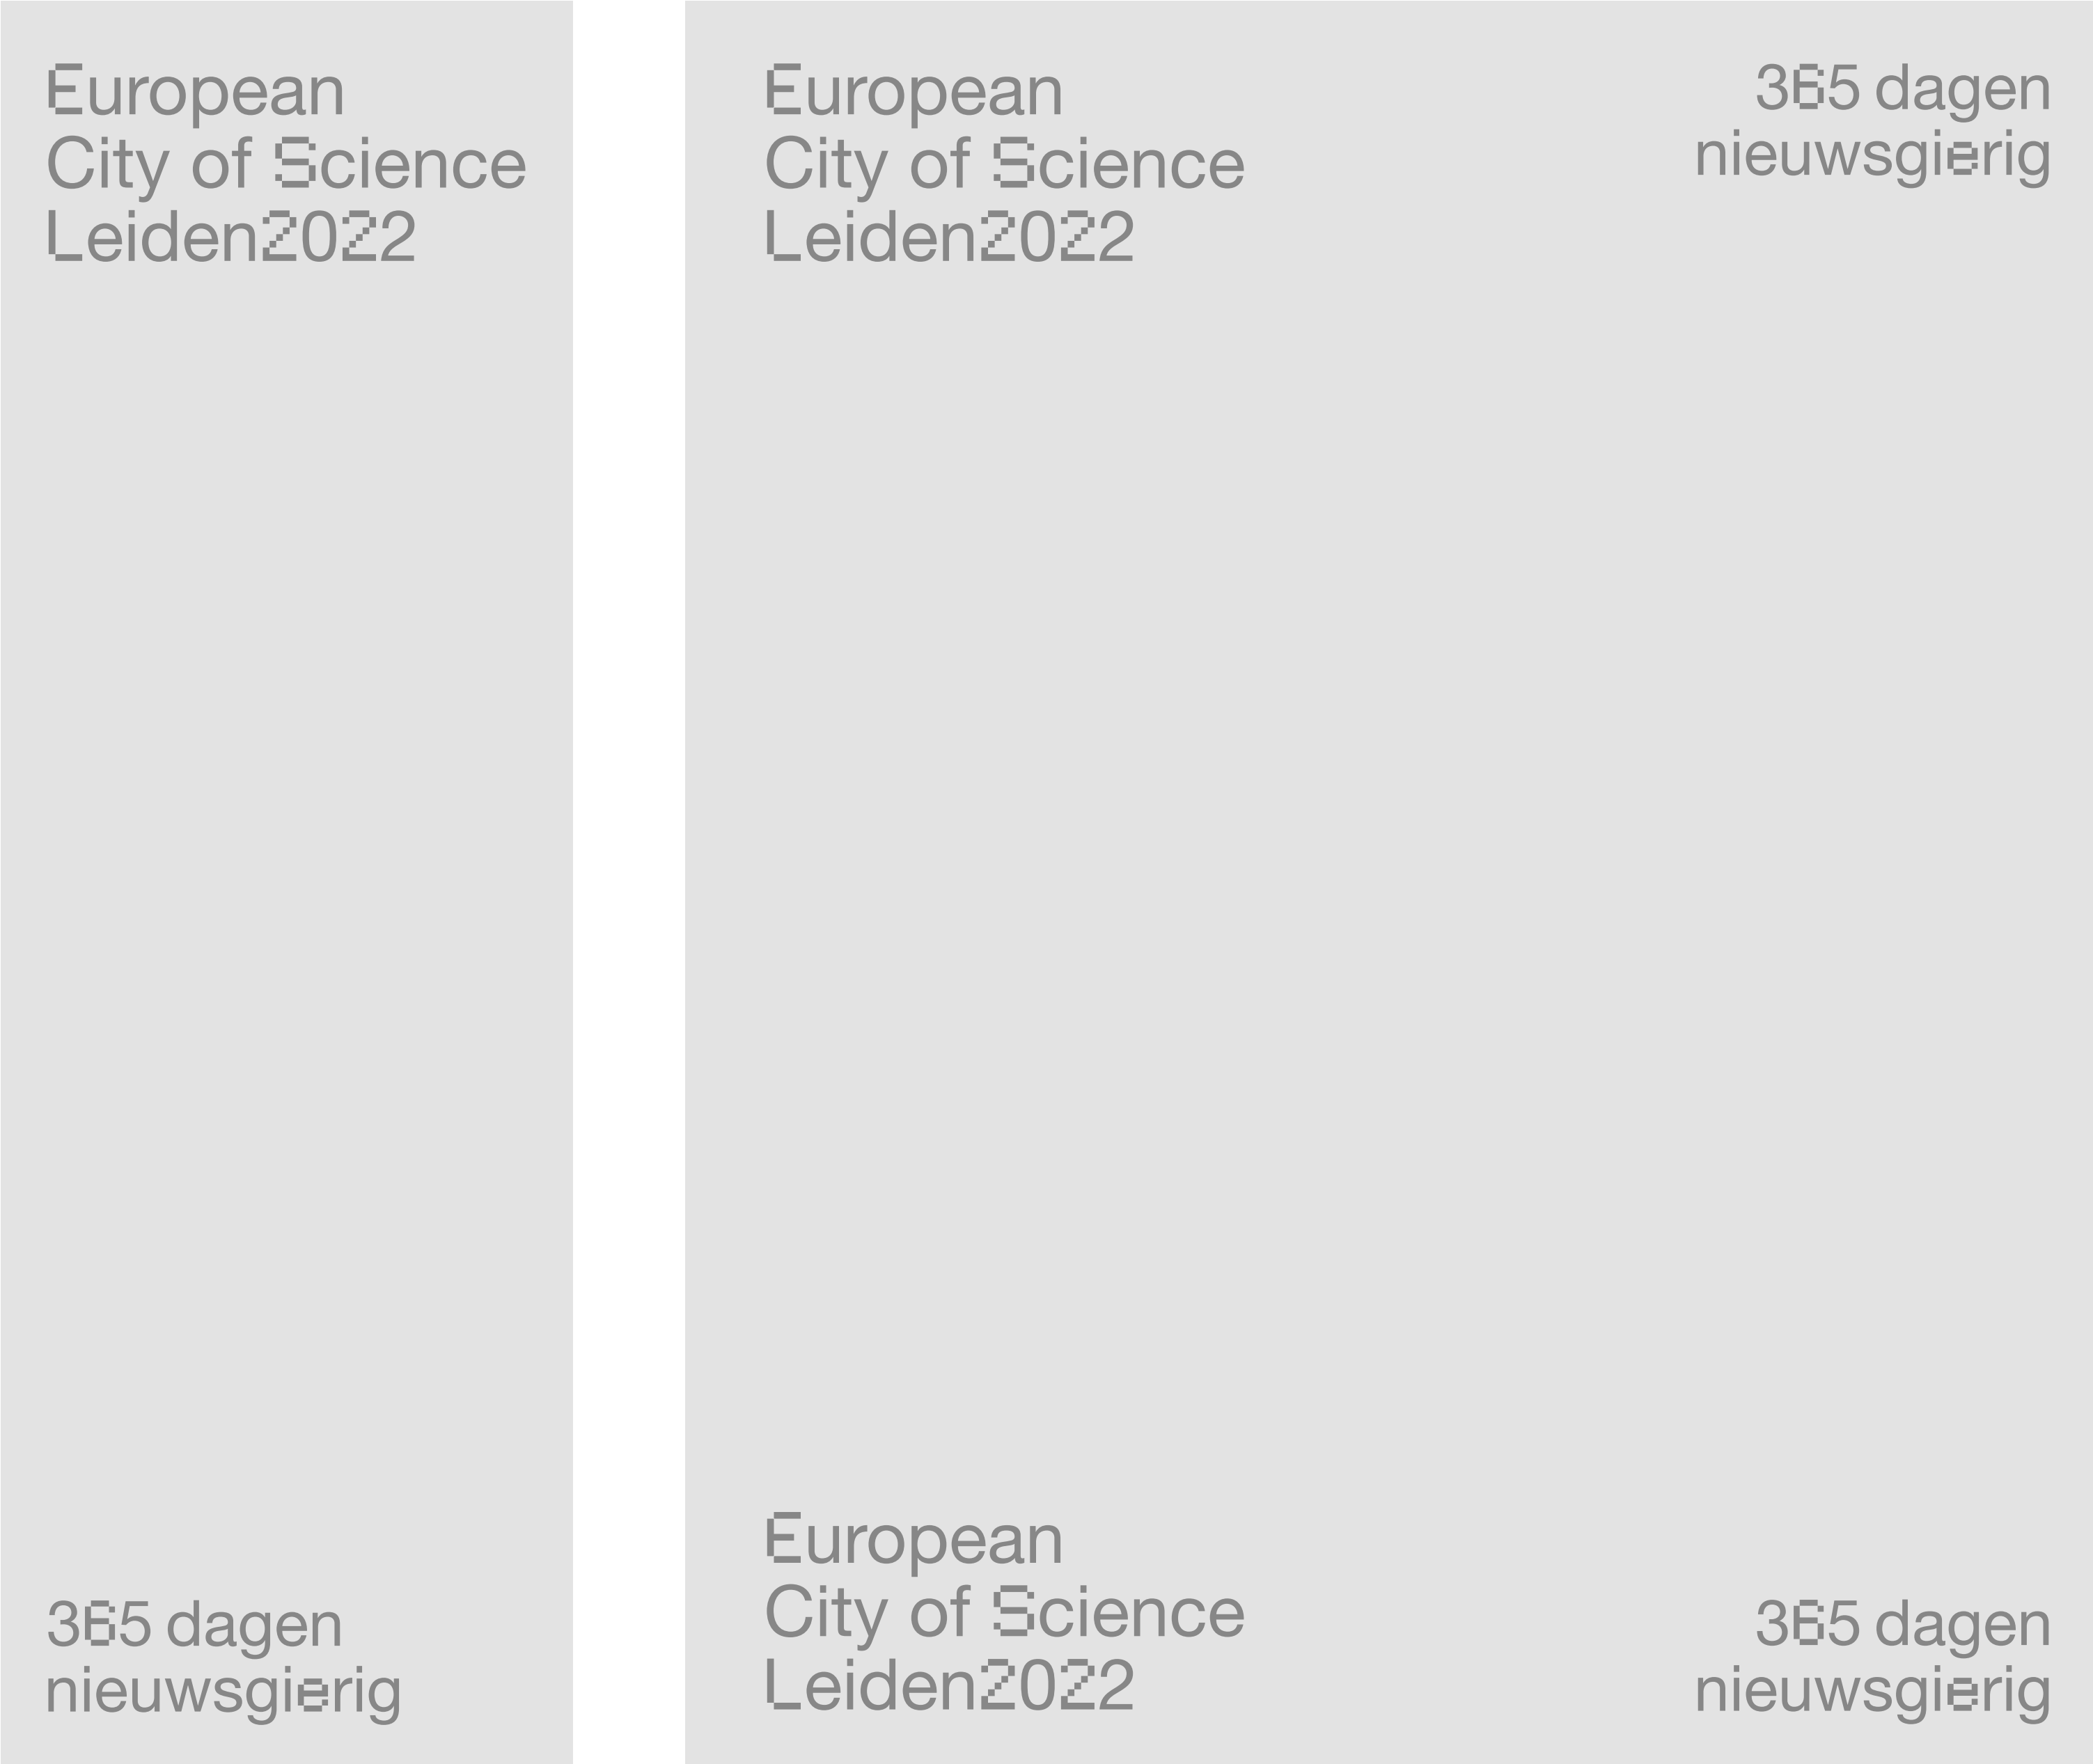 European
City of Science
Leiden2022
365 dagen
nieuwsgierig
European
City of Science
Leiden2022
365 dagen
nieuwsgierig
European
City of Science
Leiden2022
365 dagen
nieuwsgierig